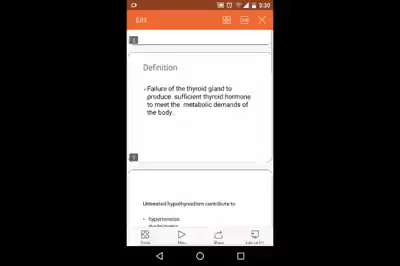 3:30
Edit
Definition
Failure of the thyroid gland to
produce sufficient thyroid hormone
to meet the metabolic demands of
the body.
Untreated hypothyroidism contribute to
hypertension
Share